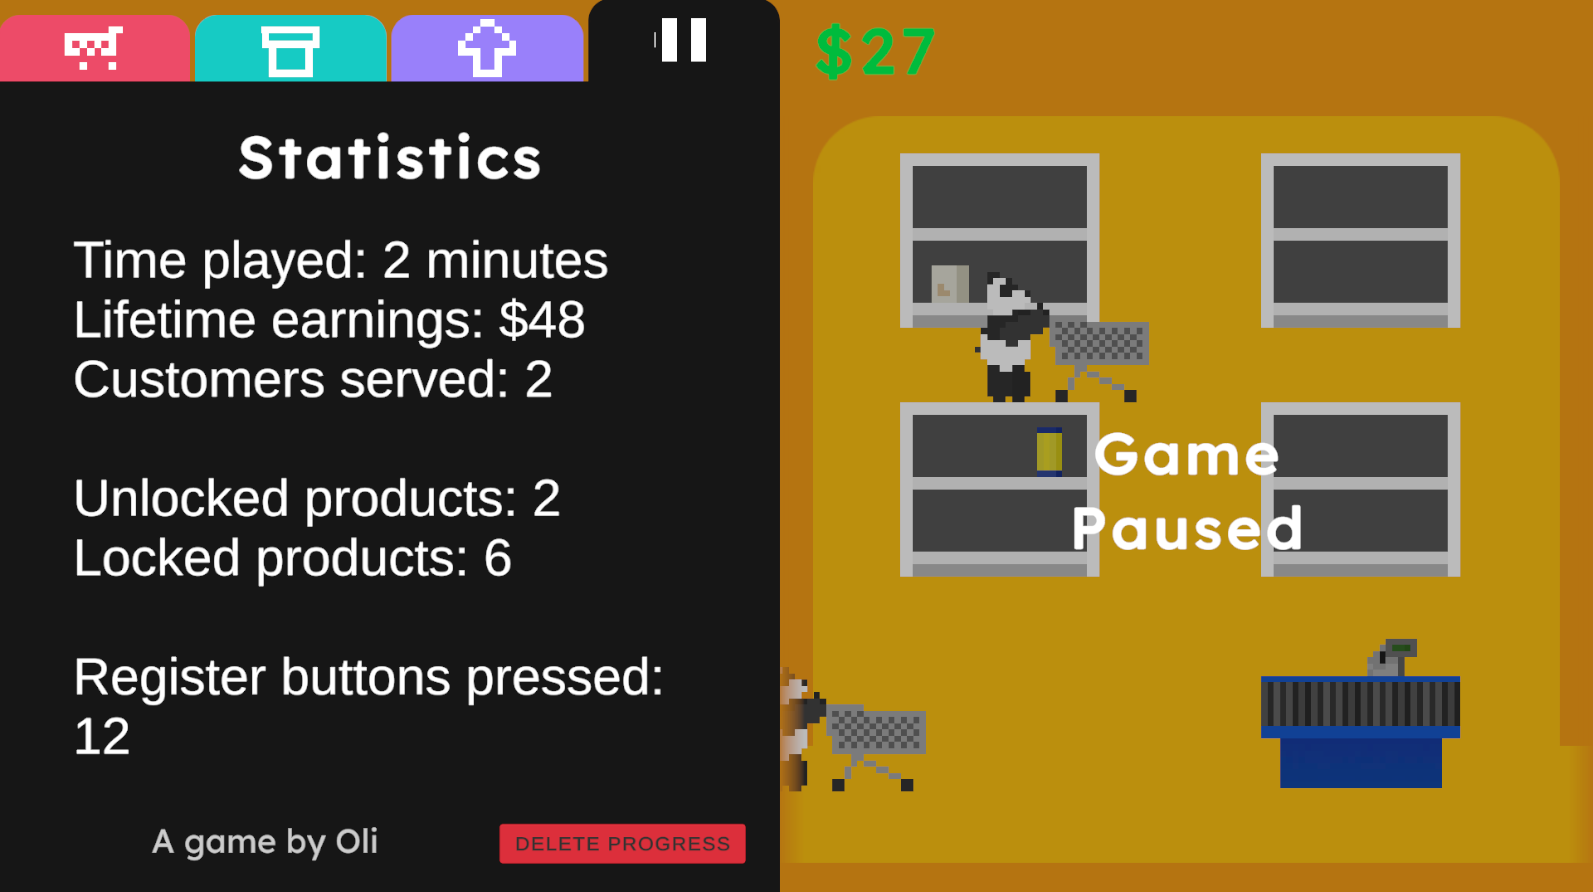 $27
Statistics
Time played: 2 minutes
Lifetime earnings: $48
Customers served: 2
Unlocked products: 2
Locked products: 6
Register buttons pressed:
12
A game by Oli
DELETE PROGRESS
Game
Paused